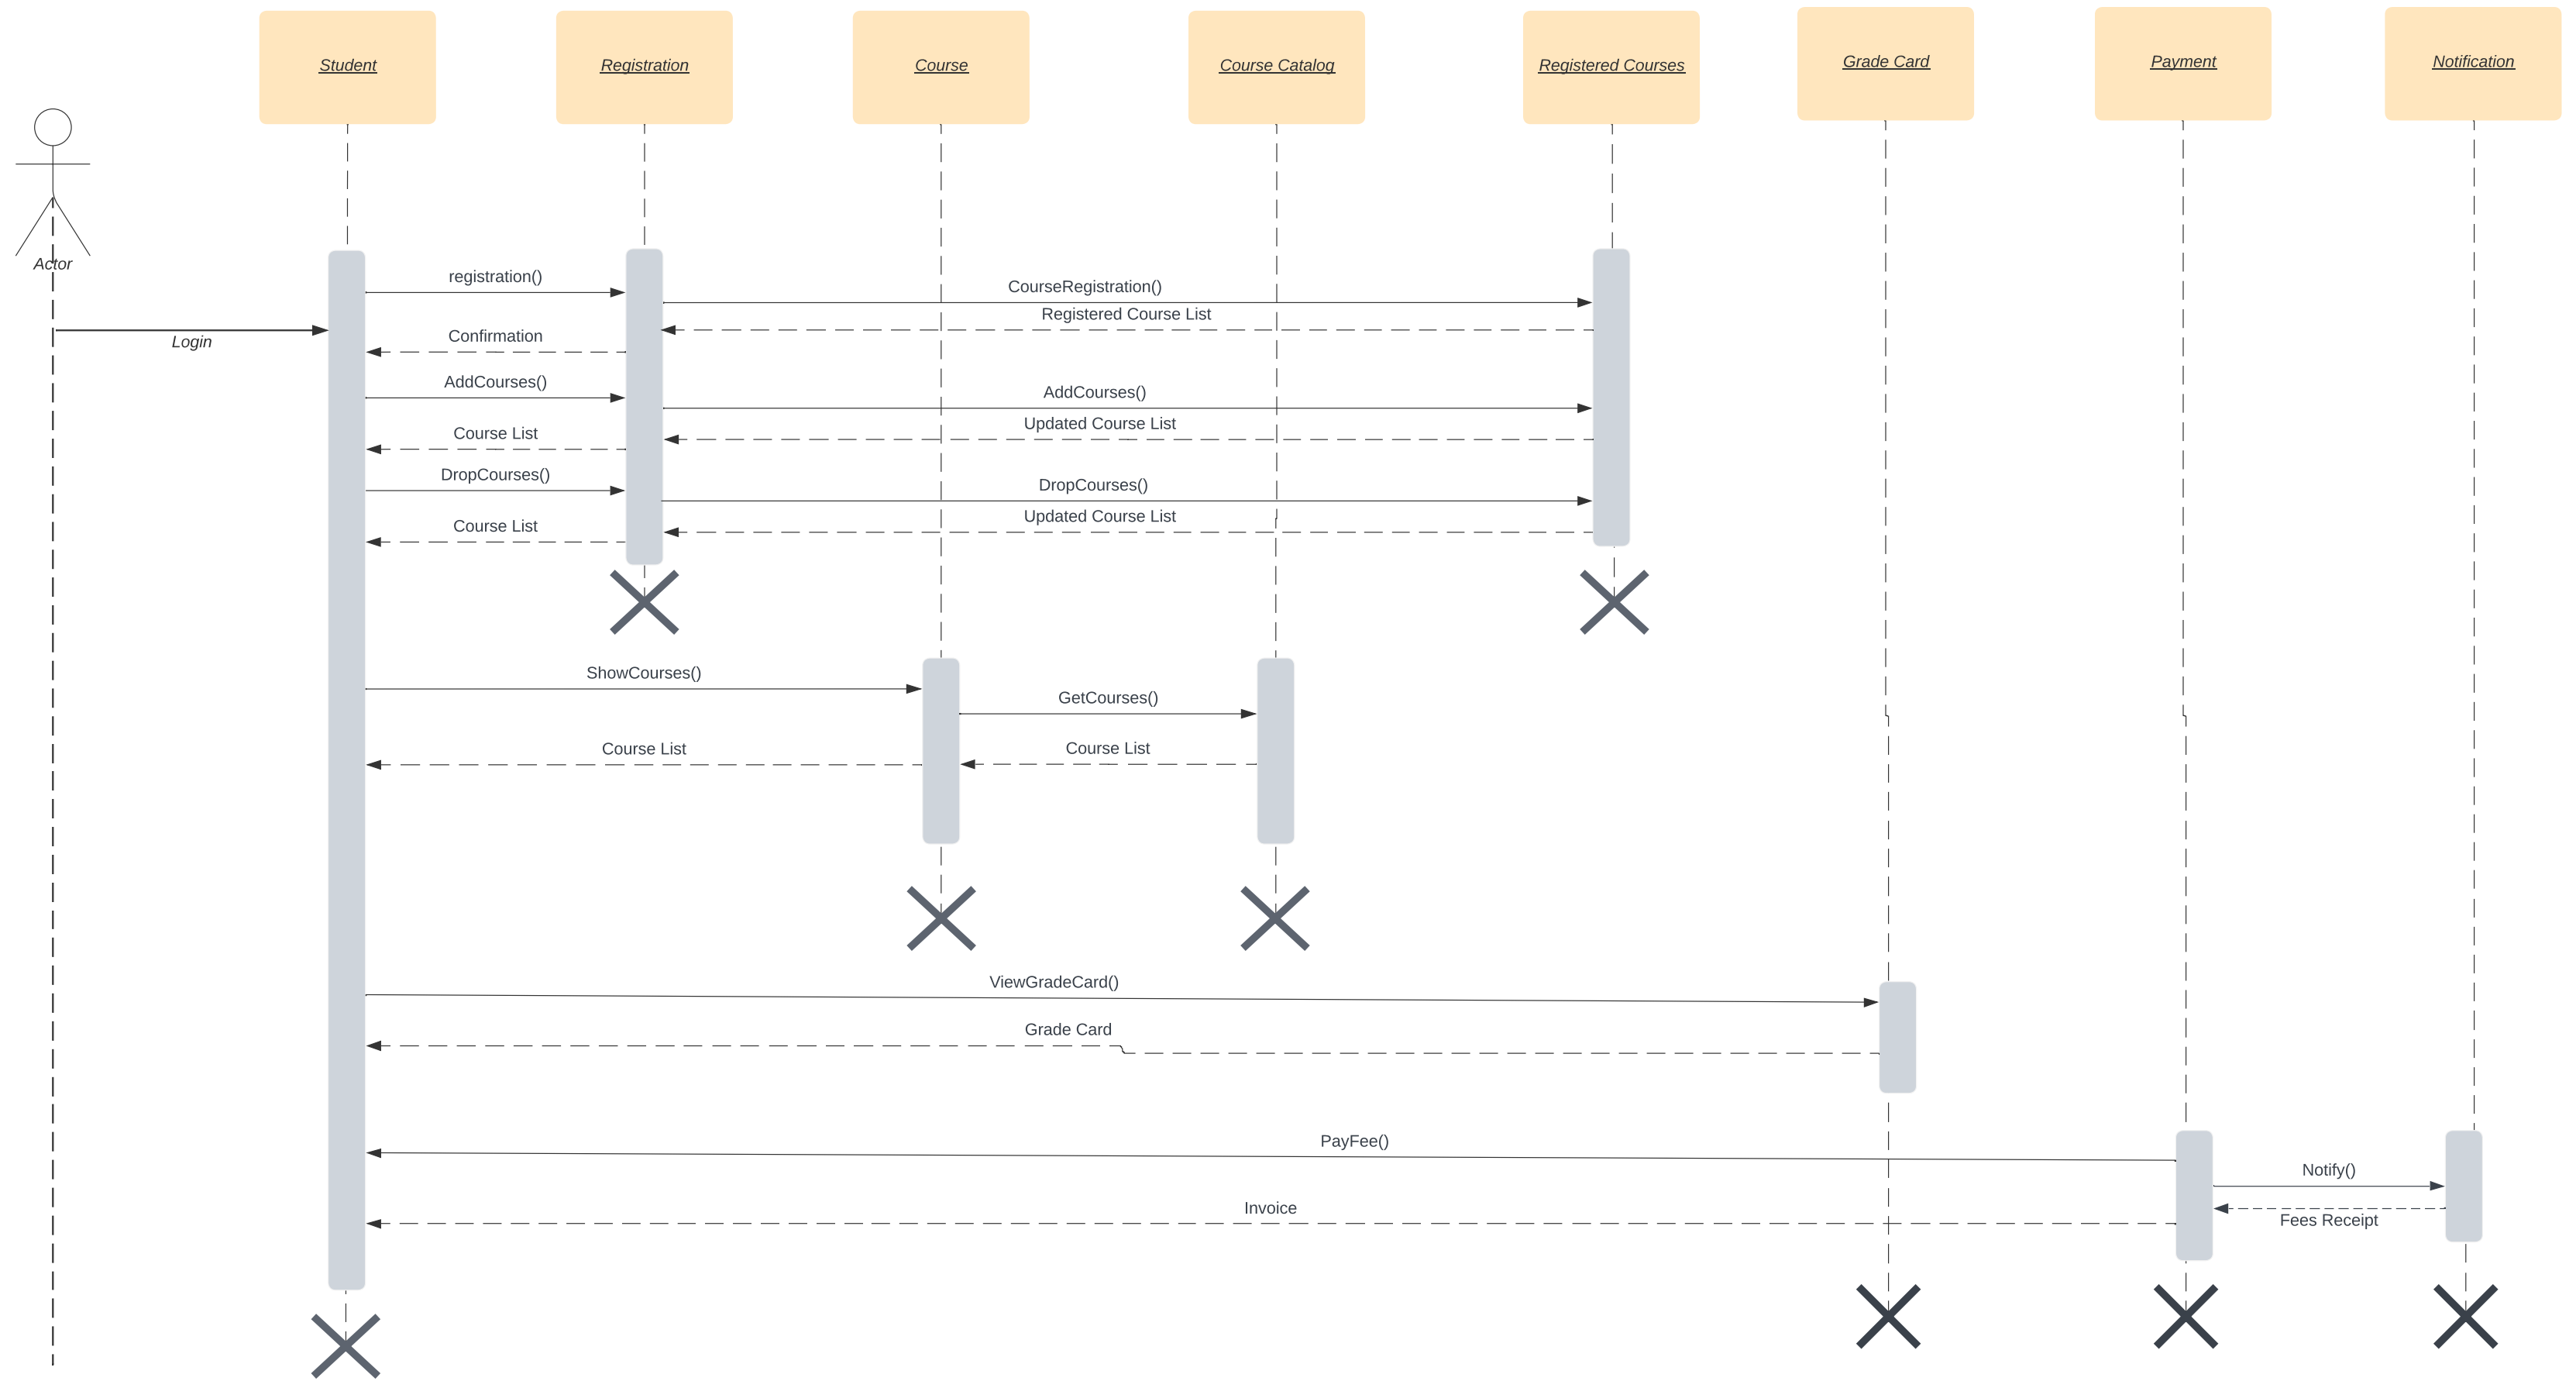 Student
Registration
Course
Course Catalog
Registered Courses
Grade Card
Payment
Notification
Actor
registration()
CourseRegistration()
Registered Course List
Login
Confirmation
AddCourses()
AddCourses()
Updated Course List
Course List
DropCourses()
DropCourses()
Updated Course List
Course List
ShowCourses()
GetCourses()
Course List
Course List
ViewGradeCard()
Grade Card
PayFee()
Notify()
Invoice
Fees Receipt